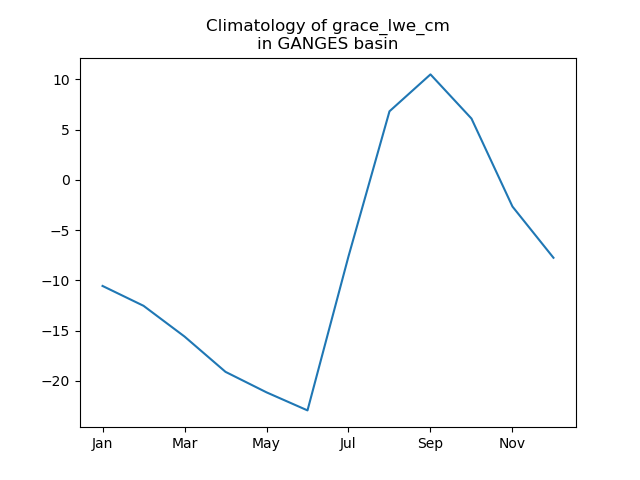 Climatology of grace_lwe_cm
in GANGES basin
10
5
0
−5
−10
−15
−20
Jan
Mar
May
Jul
Sep
Nov